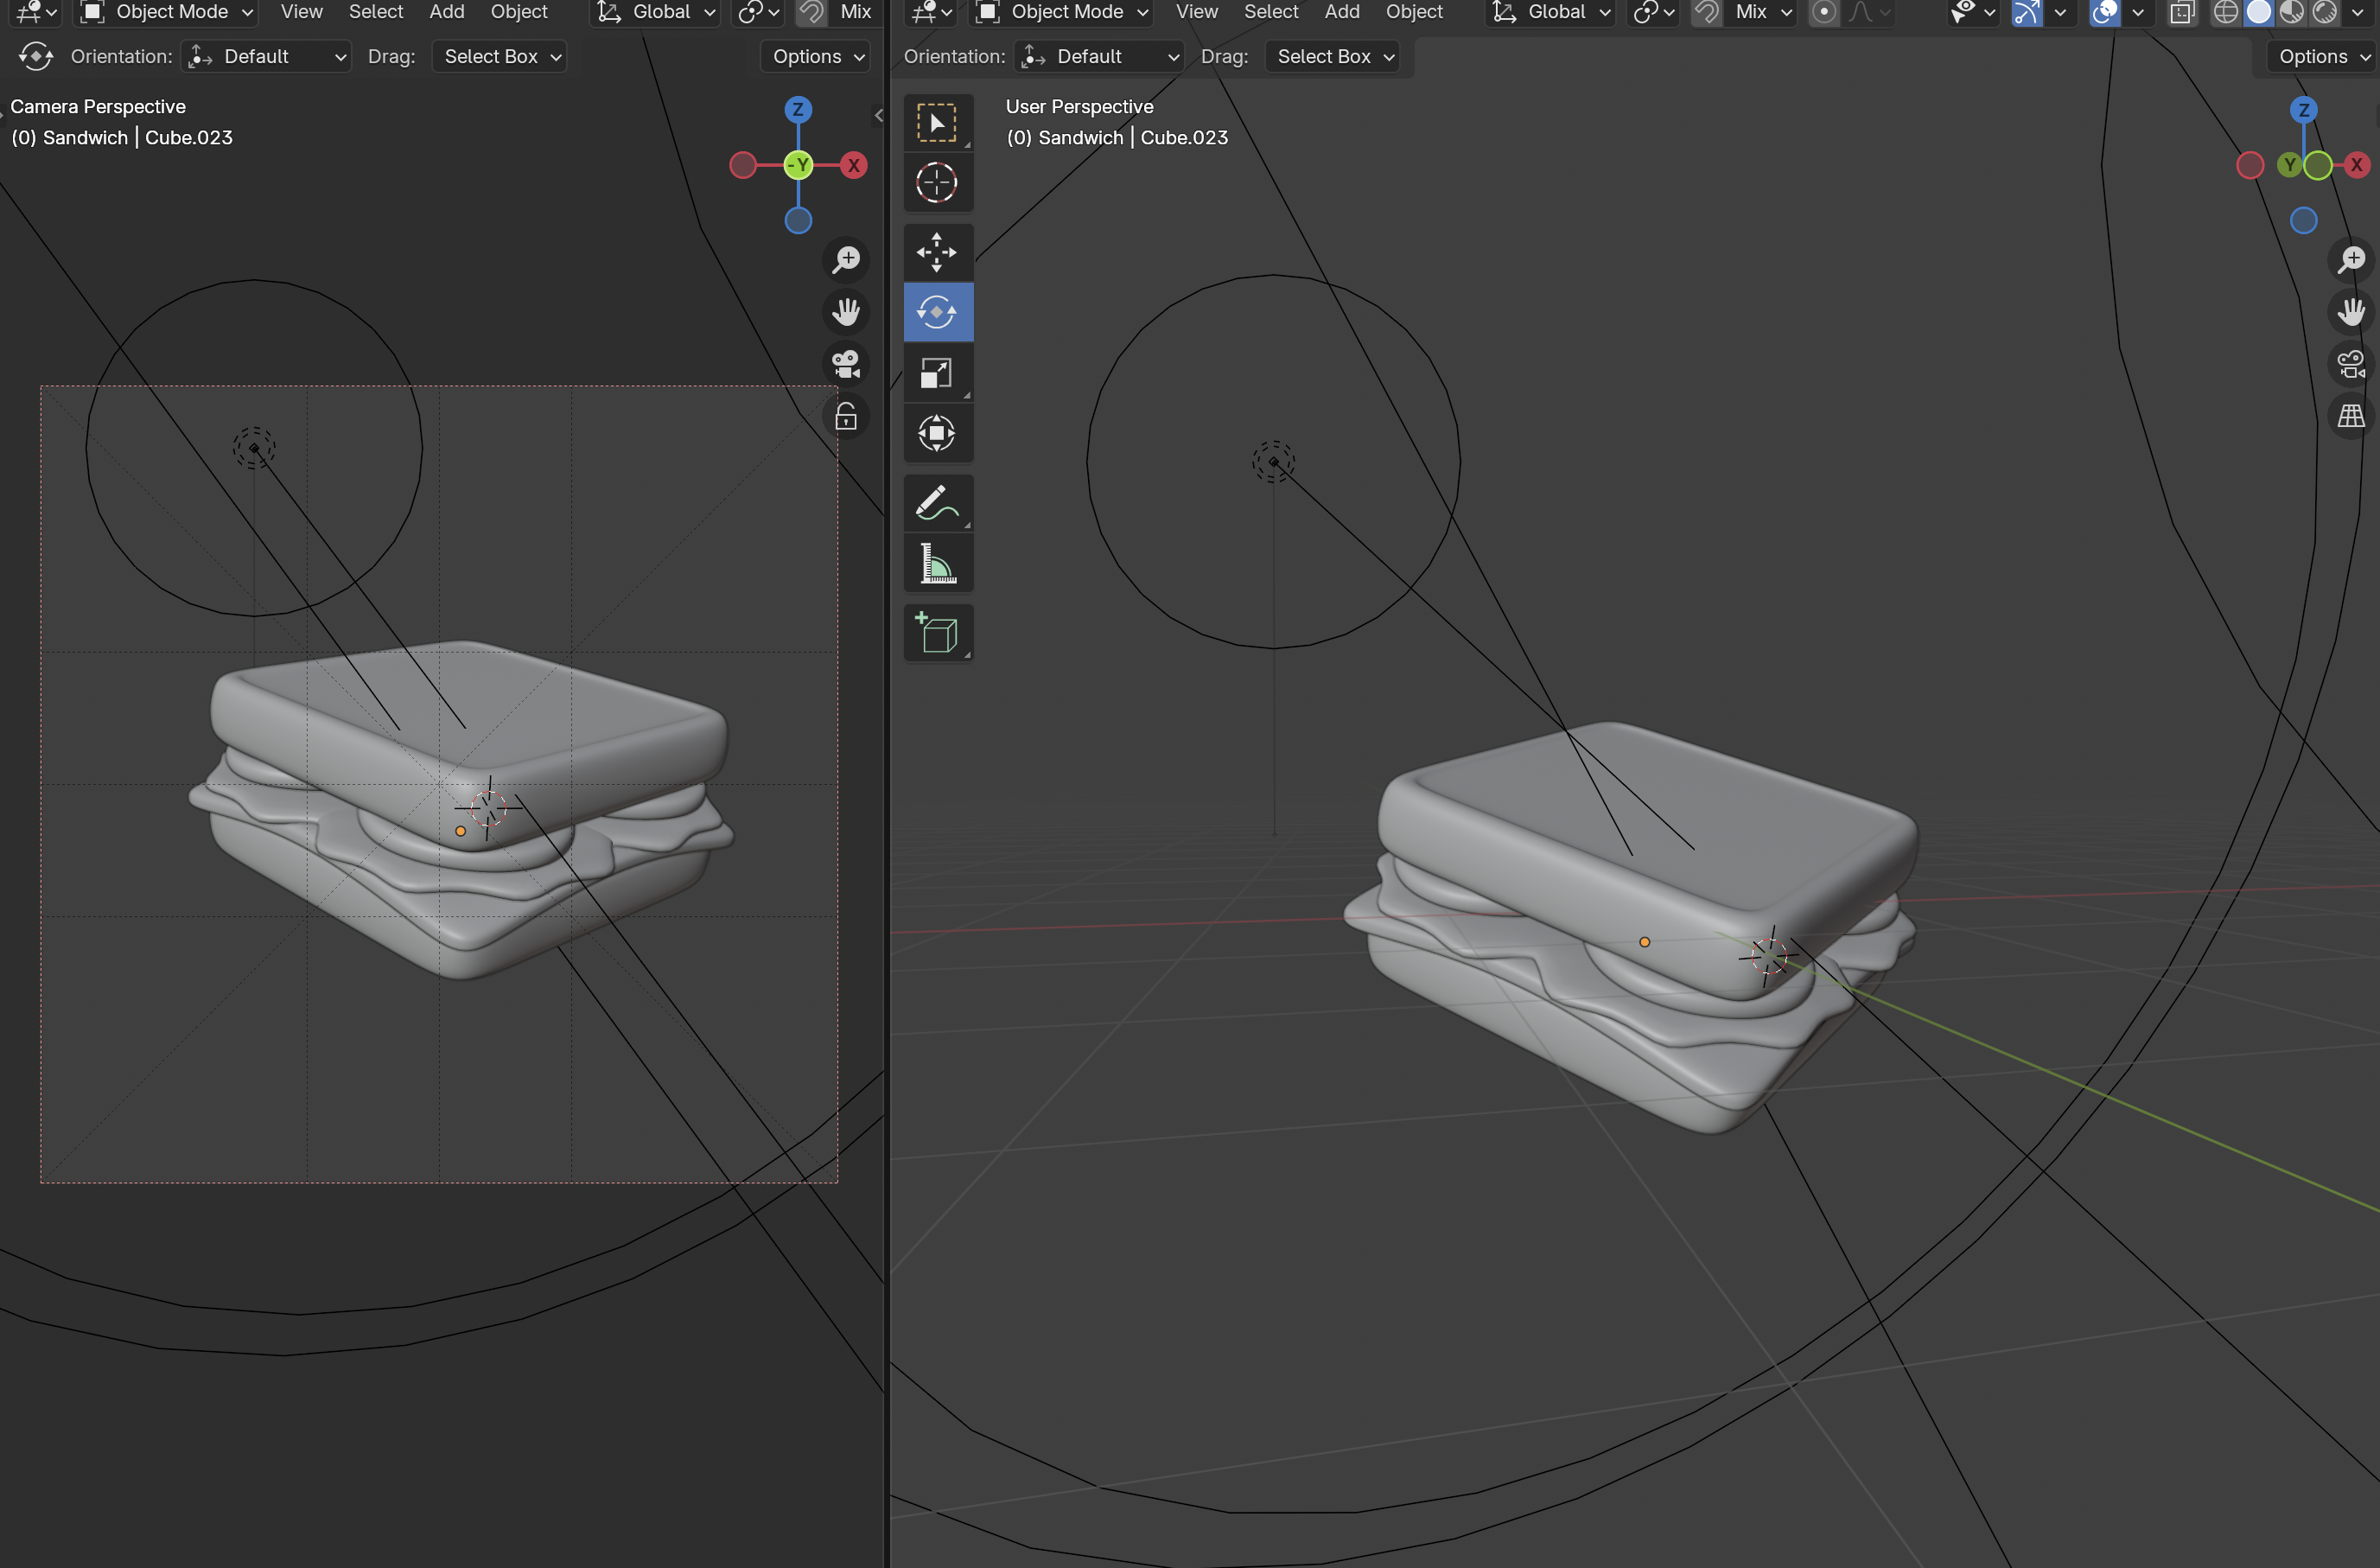 Object Mode View Select Add Object Global Mix
Orientation: Default Drag: Select Box Options
Camera Perspective
(0) Sandwich | Cube.023
Z
-Y X
Object Mode View Select Add Object Global Mix
Orientation: Default Drag: Select Box Options
User Perspective
(0) Sandwich | Cube.023
Z
Y X